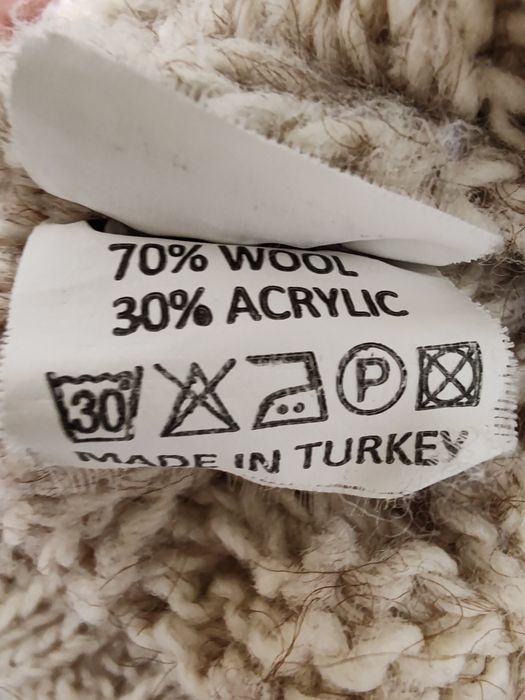 70% WOOL
30% ACRYLIC
30° P
MADE IN TURKEY